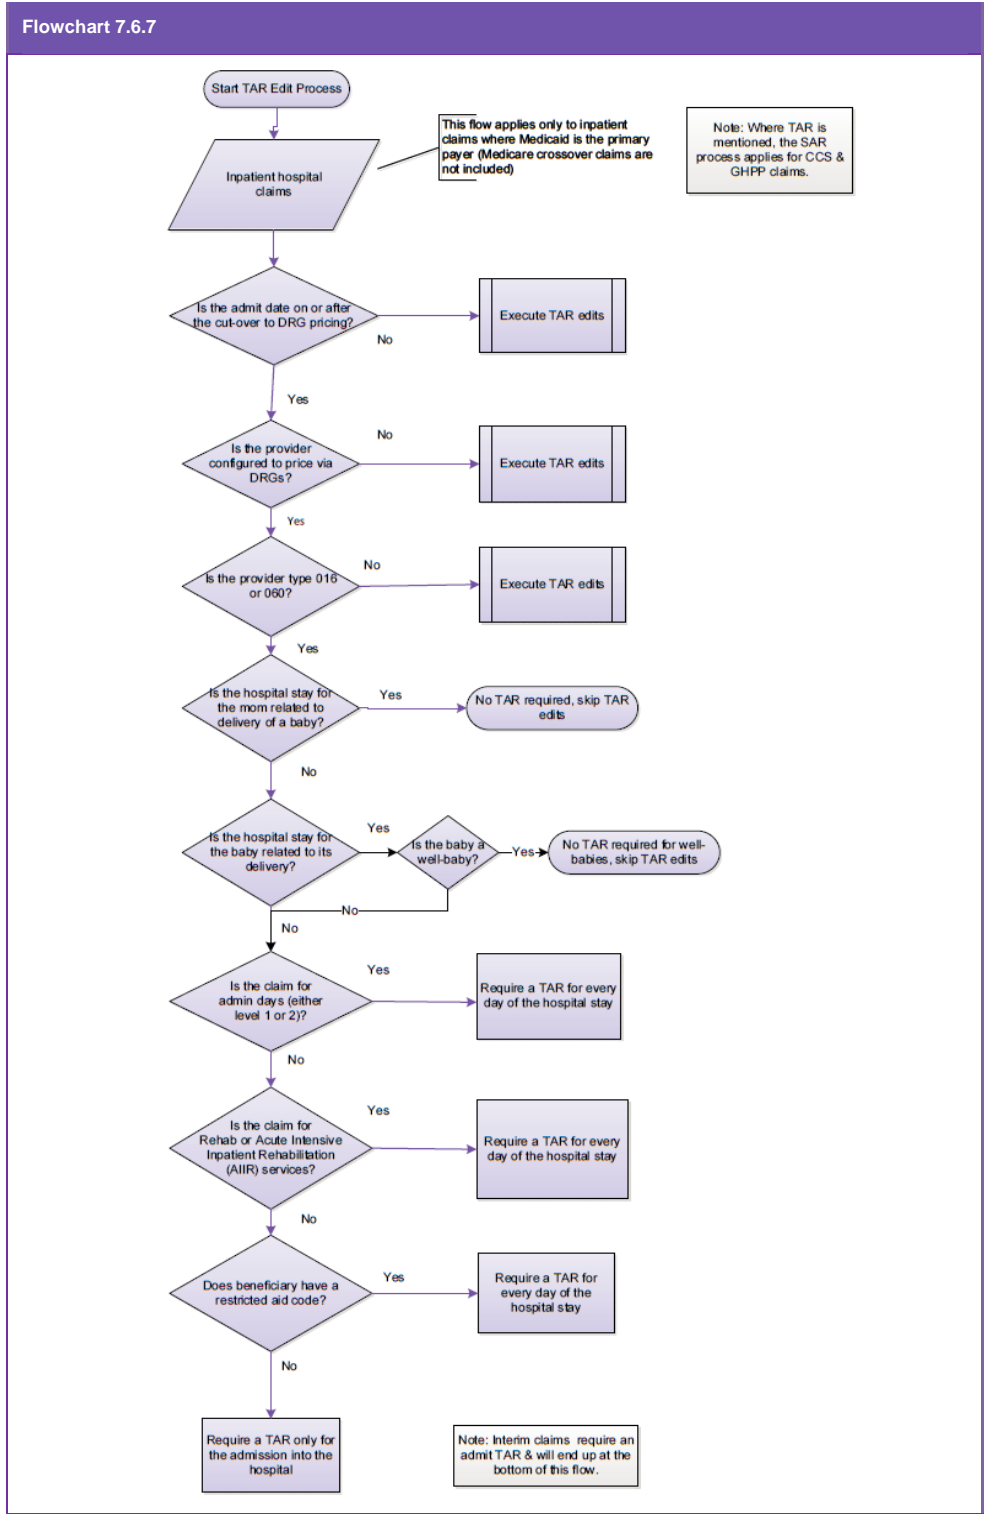 Flowchart 7.6.7
Start TAR Edit Process
This flow applies only to inpatient
claims where Medicaid is the primary
payer (Medicare crossover claims are
not included)
Note: Where TAR is
mentioned, the SAR
process applies for CCS &
GHPP claims.
Inpatient hospital
claims
Is the admit date on or after
the cut-over to DRG pricing?
No
Execute TAR edits
Yes
Is the provider
configured to price via
DRGs?
No
Execute TAR edits
Yes
Is the provider type 016
or 060?
No
Execute TAR edits
Yes
Is the hospital stay for
the mom related to
delivery of a baby?
Yes
No TAR required, skip TAR
edits
No
Is the hospital stay for
the baby related to its
delivery?
Yes
Is the baby a
well-baby?
Yes
No TAR required for well-
babies, skip TAR edits
No
No
Is the claim for
admin days (either
level 1 or 2)?
Yes
Require a TAR for every
day of the hospital stay
No
Is the claim for
Rehab or Acute Intensive
Inpatient Rehabilitation
(AIIR) services?
Yes
Require a TAR for every
day of the hospital stay
No
Does beneficiary have a
restricted aid code?
Yes
Require a TAR for
every day of the
hospital stay
No
Require a TAR only for
the admission into the
hospital
Note: Interim claims require an
admit TAR & will end up at the
bottom of this flow.